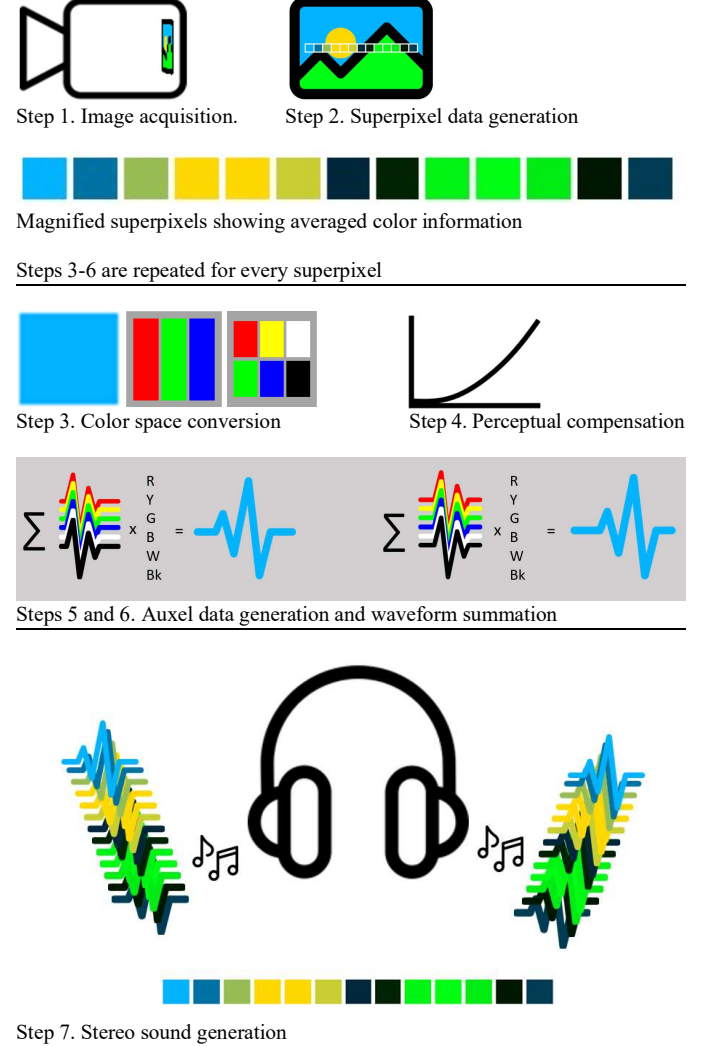 Step 1. Image acquisition.
Step 2. Superpixel data generation
Magnified superpixels showing averaged color information
Steps 3-6 are repeated for every superpixel
Step 3. Color space conversion
Step 4. Perceptual compensation
∑ x R Y G B W Bk =
∑ x R Y G B W Bk =
Steps 5 and 6. Auxel data generation and waveform summation
Step 7. Stereo sound generation